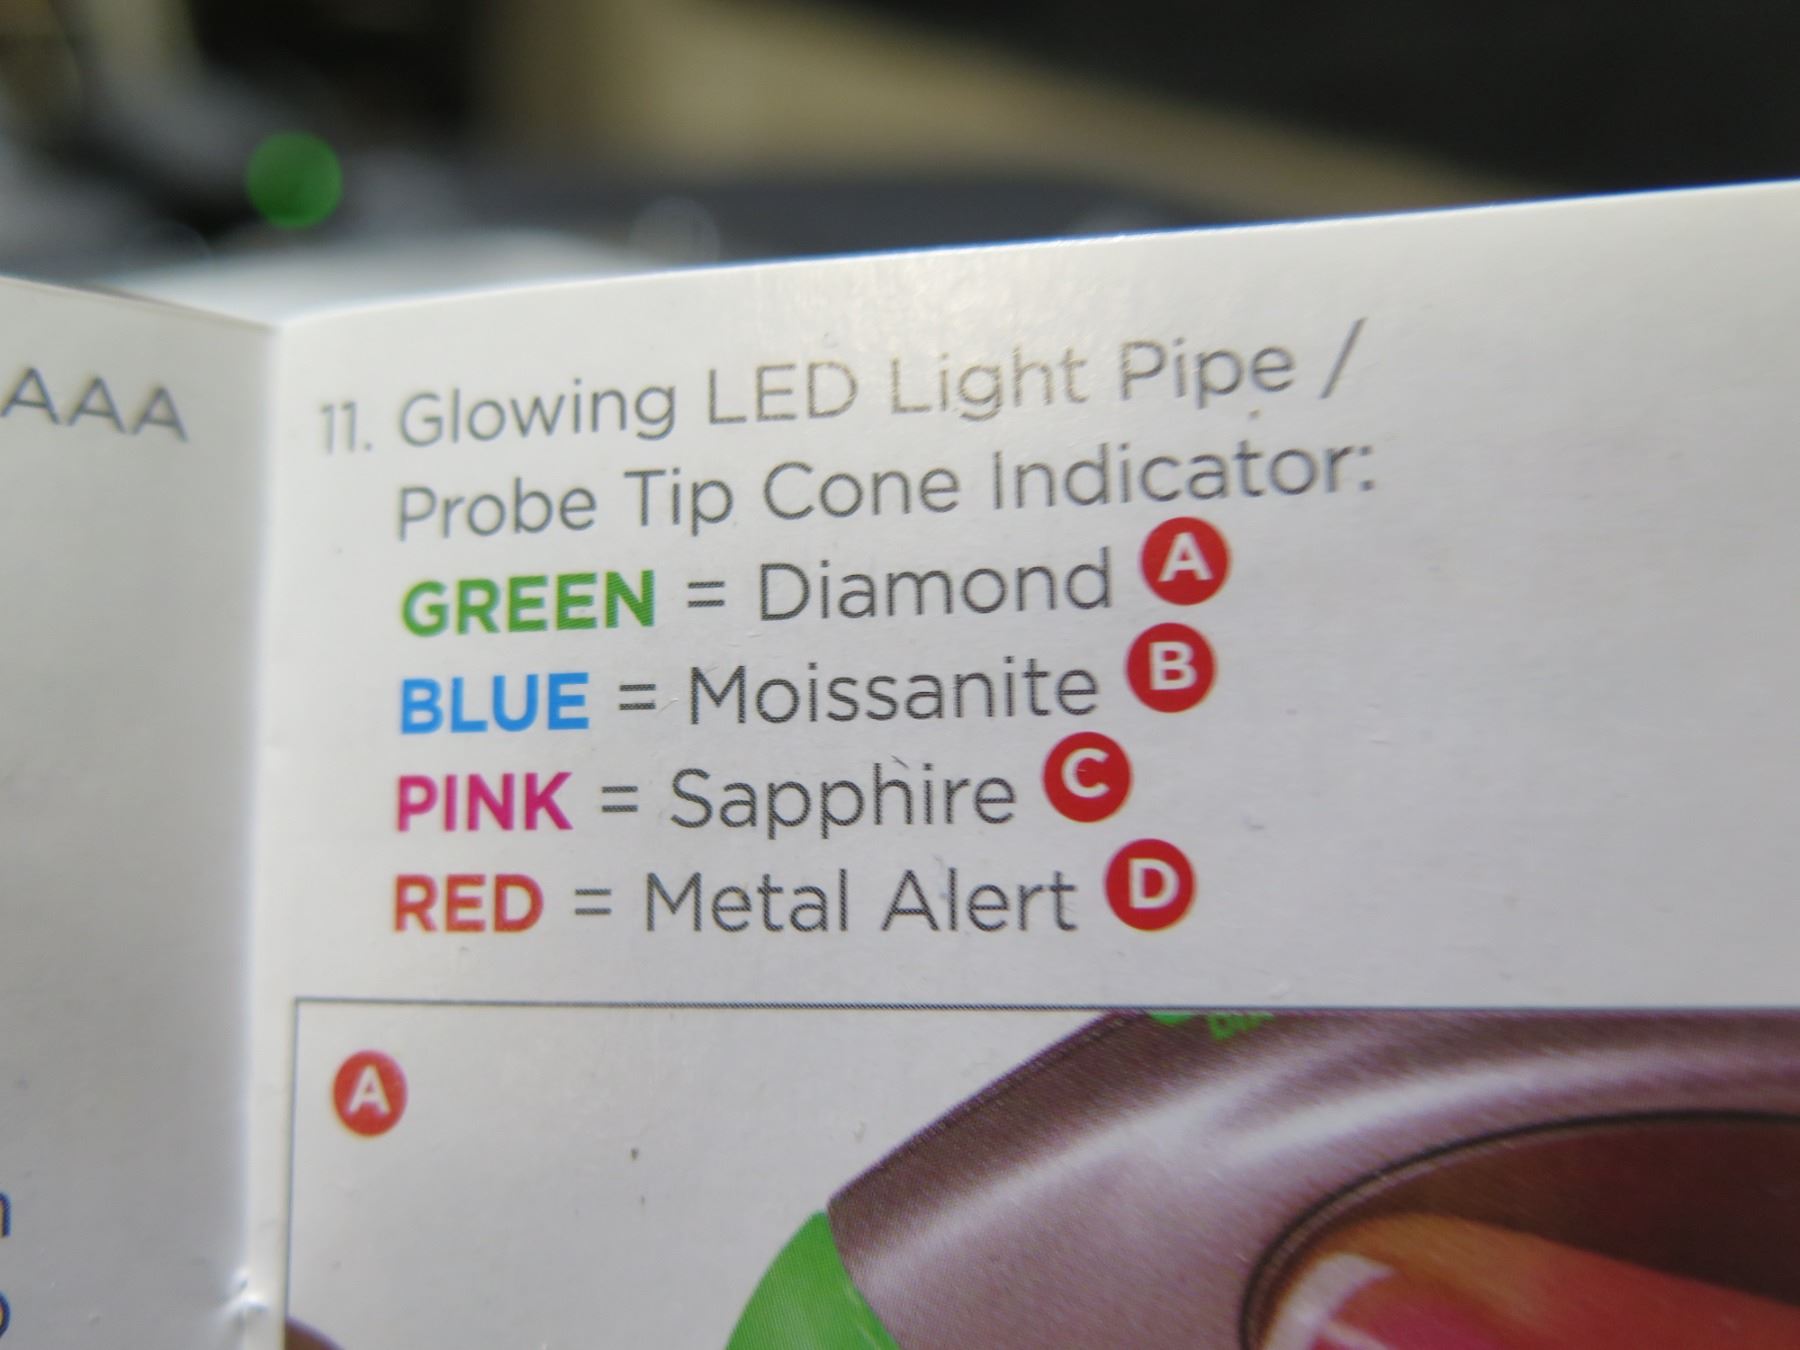 AAA
11. Glowing LED Light Pipe /
Probe Tip Cone Indicator:
GREEN = Diamond A
BLUE = Moissanite B
PINK = Sapphire C
RED = Metal Alert D
A